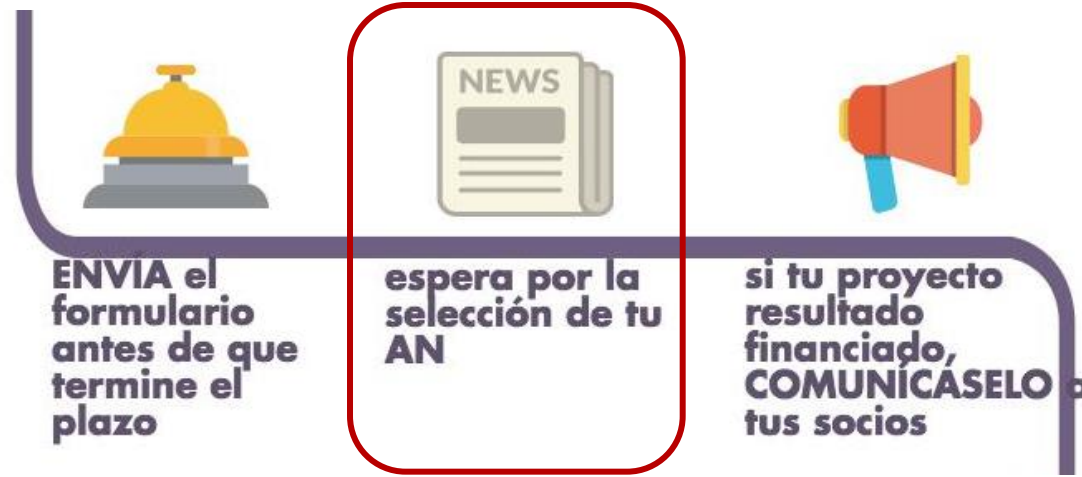 NEWS
ENVÍA el
formulario
antes de que
termine el
plazo
espera por la
selección de tu
AN
si tu proyecto
resultado
financiado,
COMUNÍCÁSELO a
tus socios